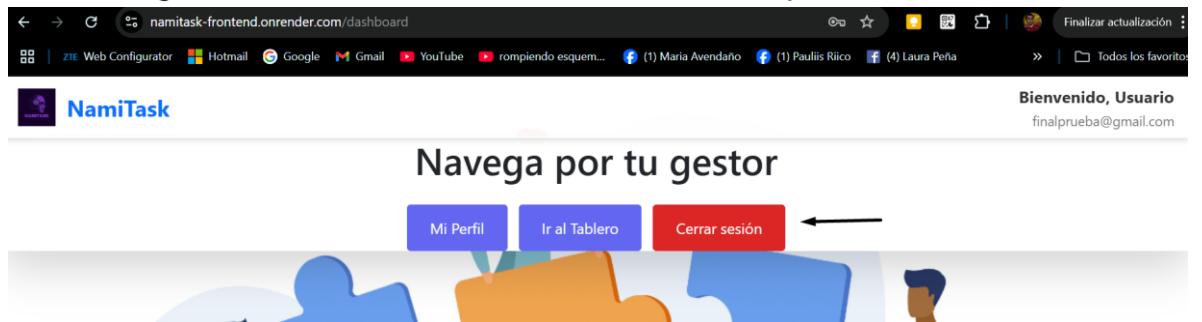 namitask-frontend.onrender.com/dashboard
Finalizar actualización
ZTE Web Configurator Hotmail Google Gmail YouTube rompiendo esquem... (1) Maria Avendaño (1) Pauliis Riico (4) Laura Peña » Todos los favoritos
NamiTask
Bienvenido, Usuario
finalprueba@gmail.com
Navega por tu gestor
Mi Perfil Ir al Tablero Cerrar sesión